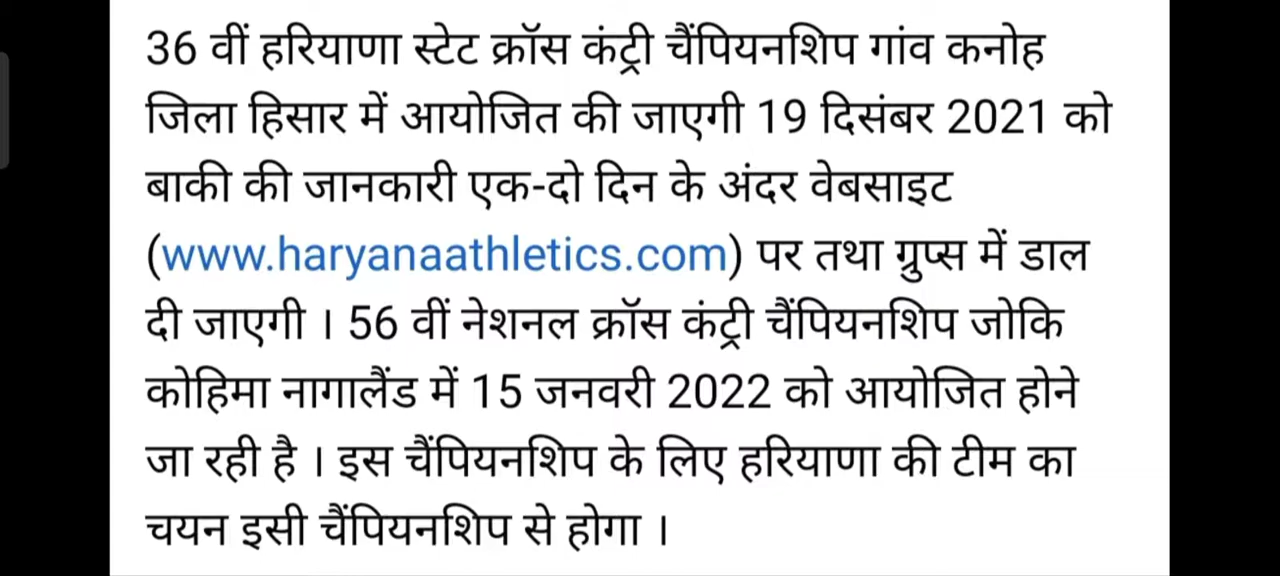 36 वीं हरियाणा स्टेट क्रॉस कंट्री चैंपियनशिप गांव कनोह
जिला हिसार में आयोजित की जाएगी 19 दिसंबर 2021 को
बाकी की जानकारी एक-दो दिन के अंदर वेबसाइट
(www.haryanaathletics.com) पर तथा ग्रुप्स में डाल
दी जाएगी । 56 वीं नेशनल क्रॉस कंट्री चैंपियनशिप जोकि
कोहिमा नागालैंड में 15 जनवरी 2022 को आयोजित होने
जा रही है । इस चैंपियनशिप के लिए हरियाणा की टीम का
चयन इसी चैंपियनशिप से होगा ।